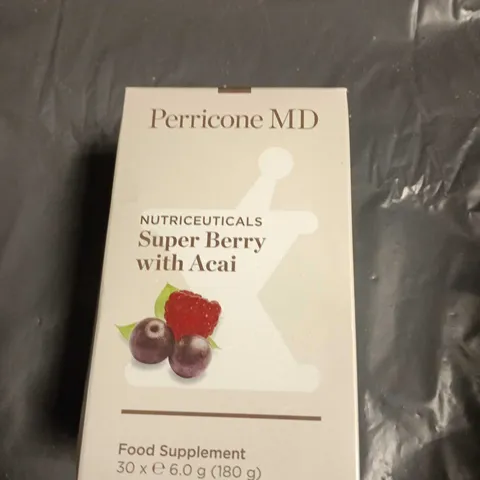 Perricone MD
NUTRICEUTICALS
Super Berry
with Acai
Food Supplement
30 x ℮ 6.0 g (180 g)